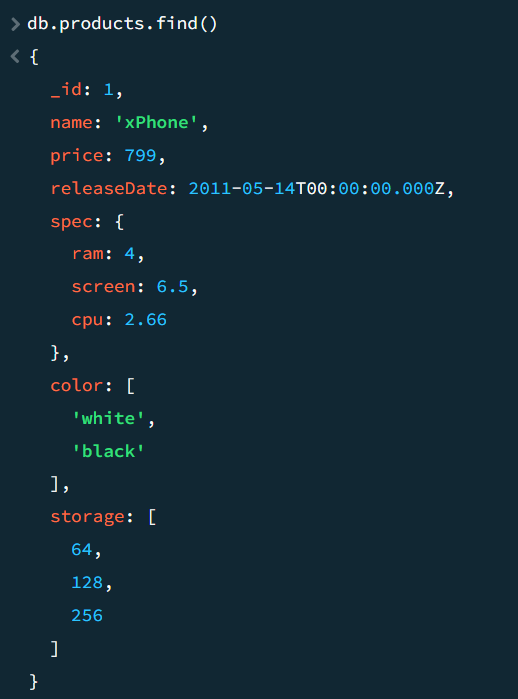 db.products.find()
{
_id: 1,
name: 'xPhone',
price: 799,
releaseDate: 2011-05-14T00:00:00.000Z,
spec: {
ram: 4,
screen: 6.5,
cpu: 2.66
},
color: [
'white',
'black'
],
storage: [
64,
128,
256
]
}